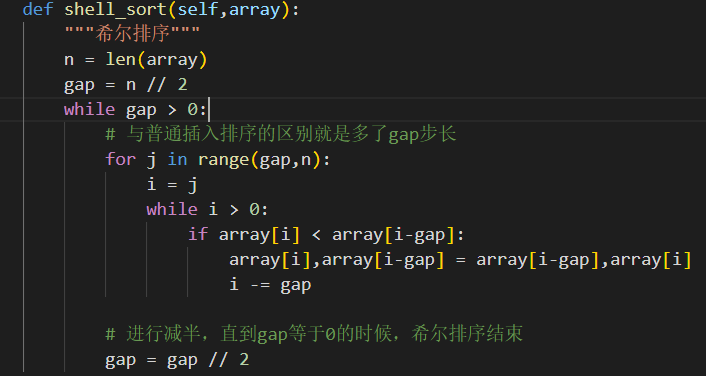 def shell_sort(self,array):
"""希尔排序"""
n = len(array)
gap = n // 2
while gap > 0:
# 与普通插入排序的区别就是多了gap步长
for j in range(gap,n):
i = j
while i > 0:
if array[i] < array[i-gap]:
array[i],array[i-gap] = array[i-gap],array[i]
i -= gap
# 进行减半，直到gap等于0的时候，希尔排序结束
gap = gap // 2